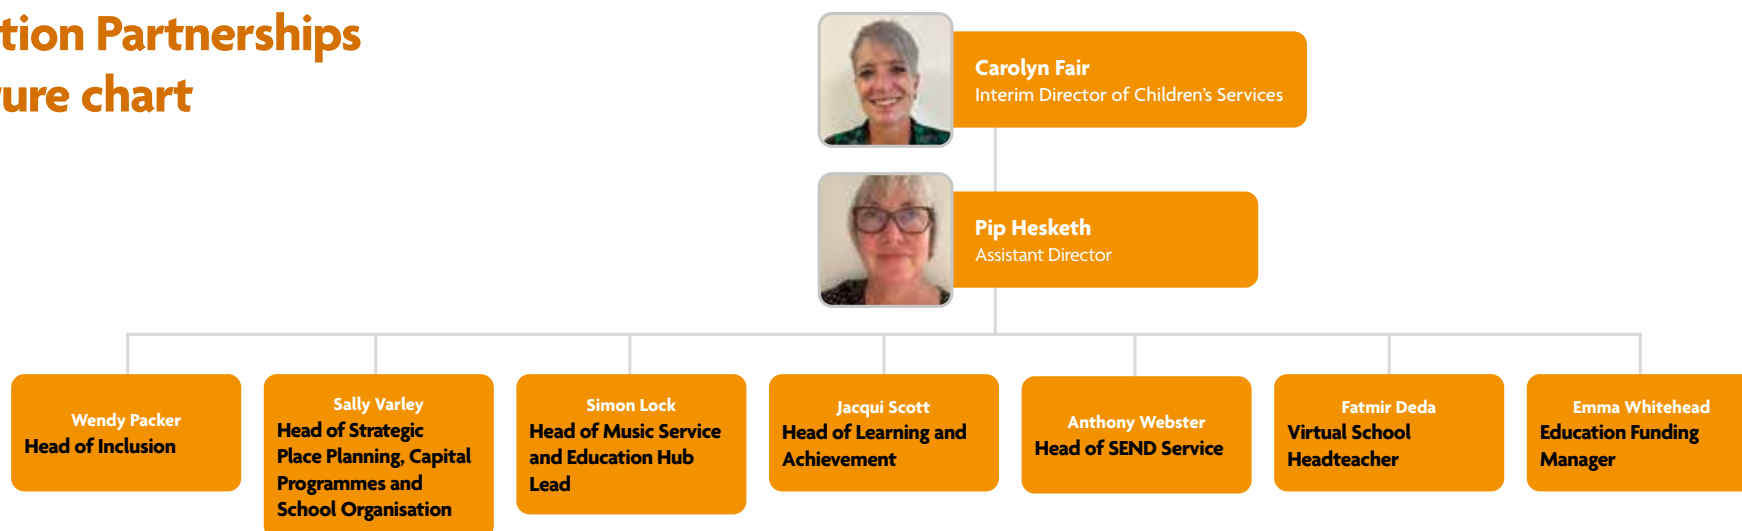 Partnerships
chart
Carolyn Fair
Interim Director of Children's Services
Pip Hesketh
Assistant Director
Wendy Packer
Head of Inclusion
Sally Varley
Head of Strategic
Place Planning, Capital
Programmes and
School Organisation
Simon Lock
Head of Music Service
and Education Hub
Lead
Jacqui Scott
Head of Learning and
Achievement
Anthony Webster
Head of SEND Service
Fatmir Deda
Virtual School
Headteacher
Emma Whitehead
Education Funding
Manager